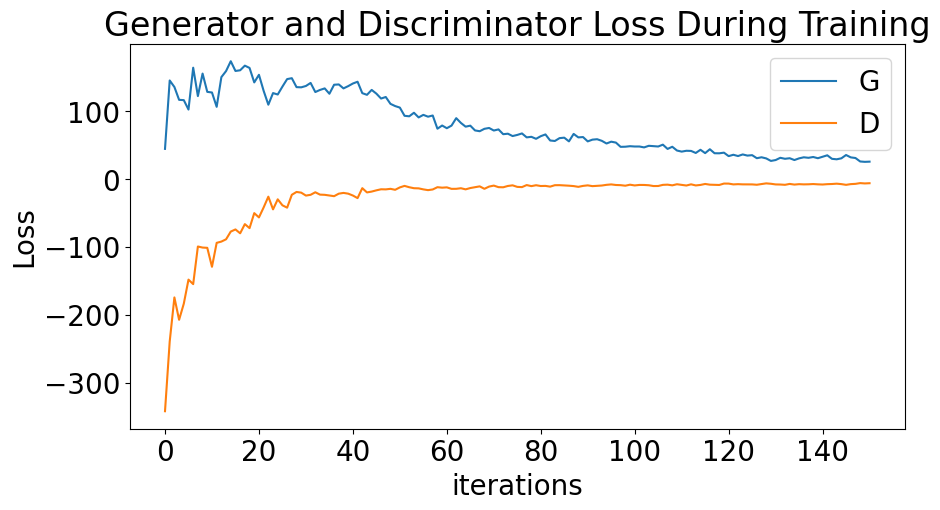 Generator and Discriminator Loss During Training
G
D
Loss
100
0
−100
−200
−300
0 20 40 60 80 100 120 140
iterations